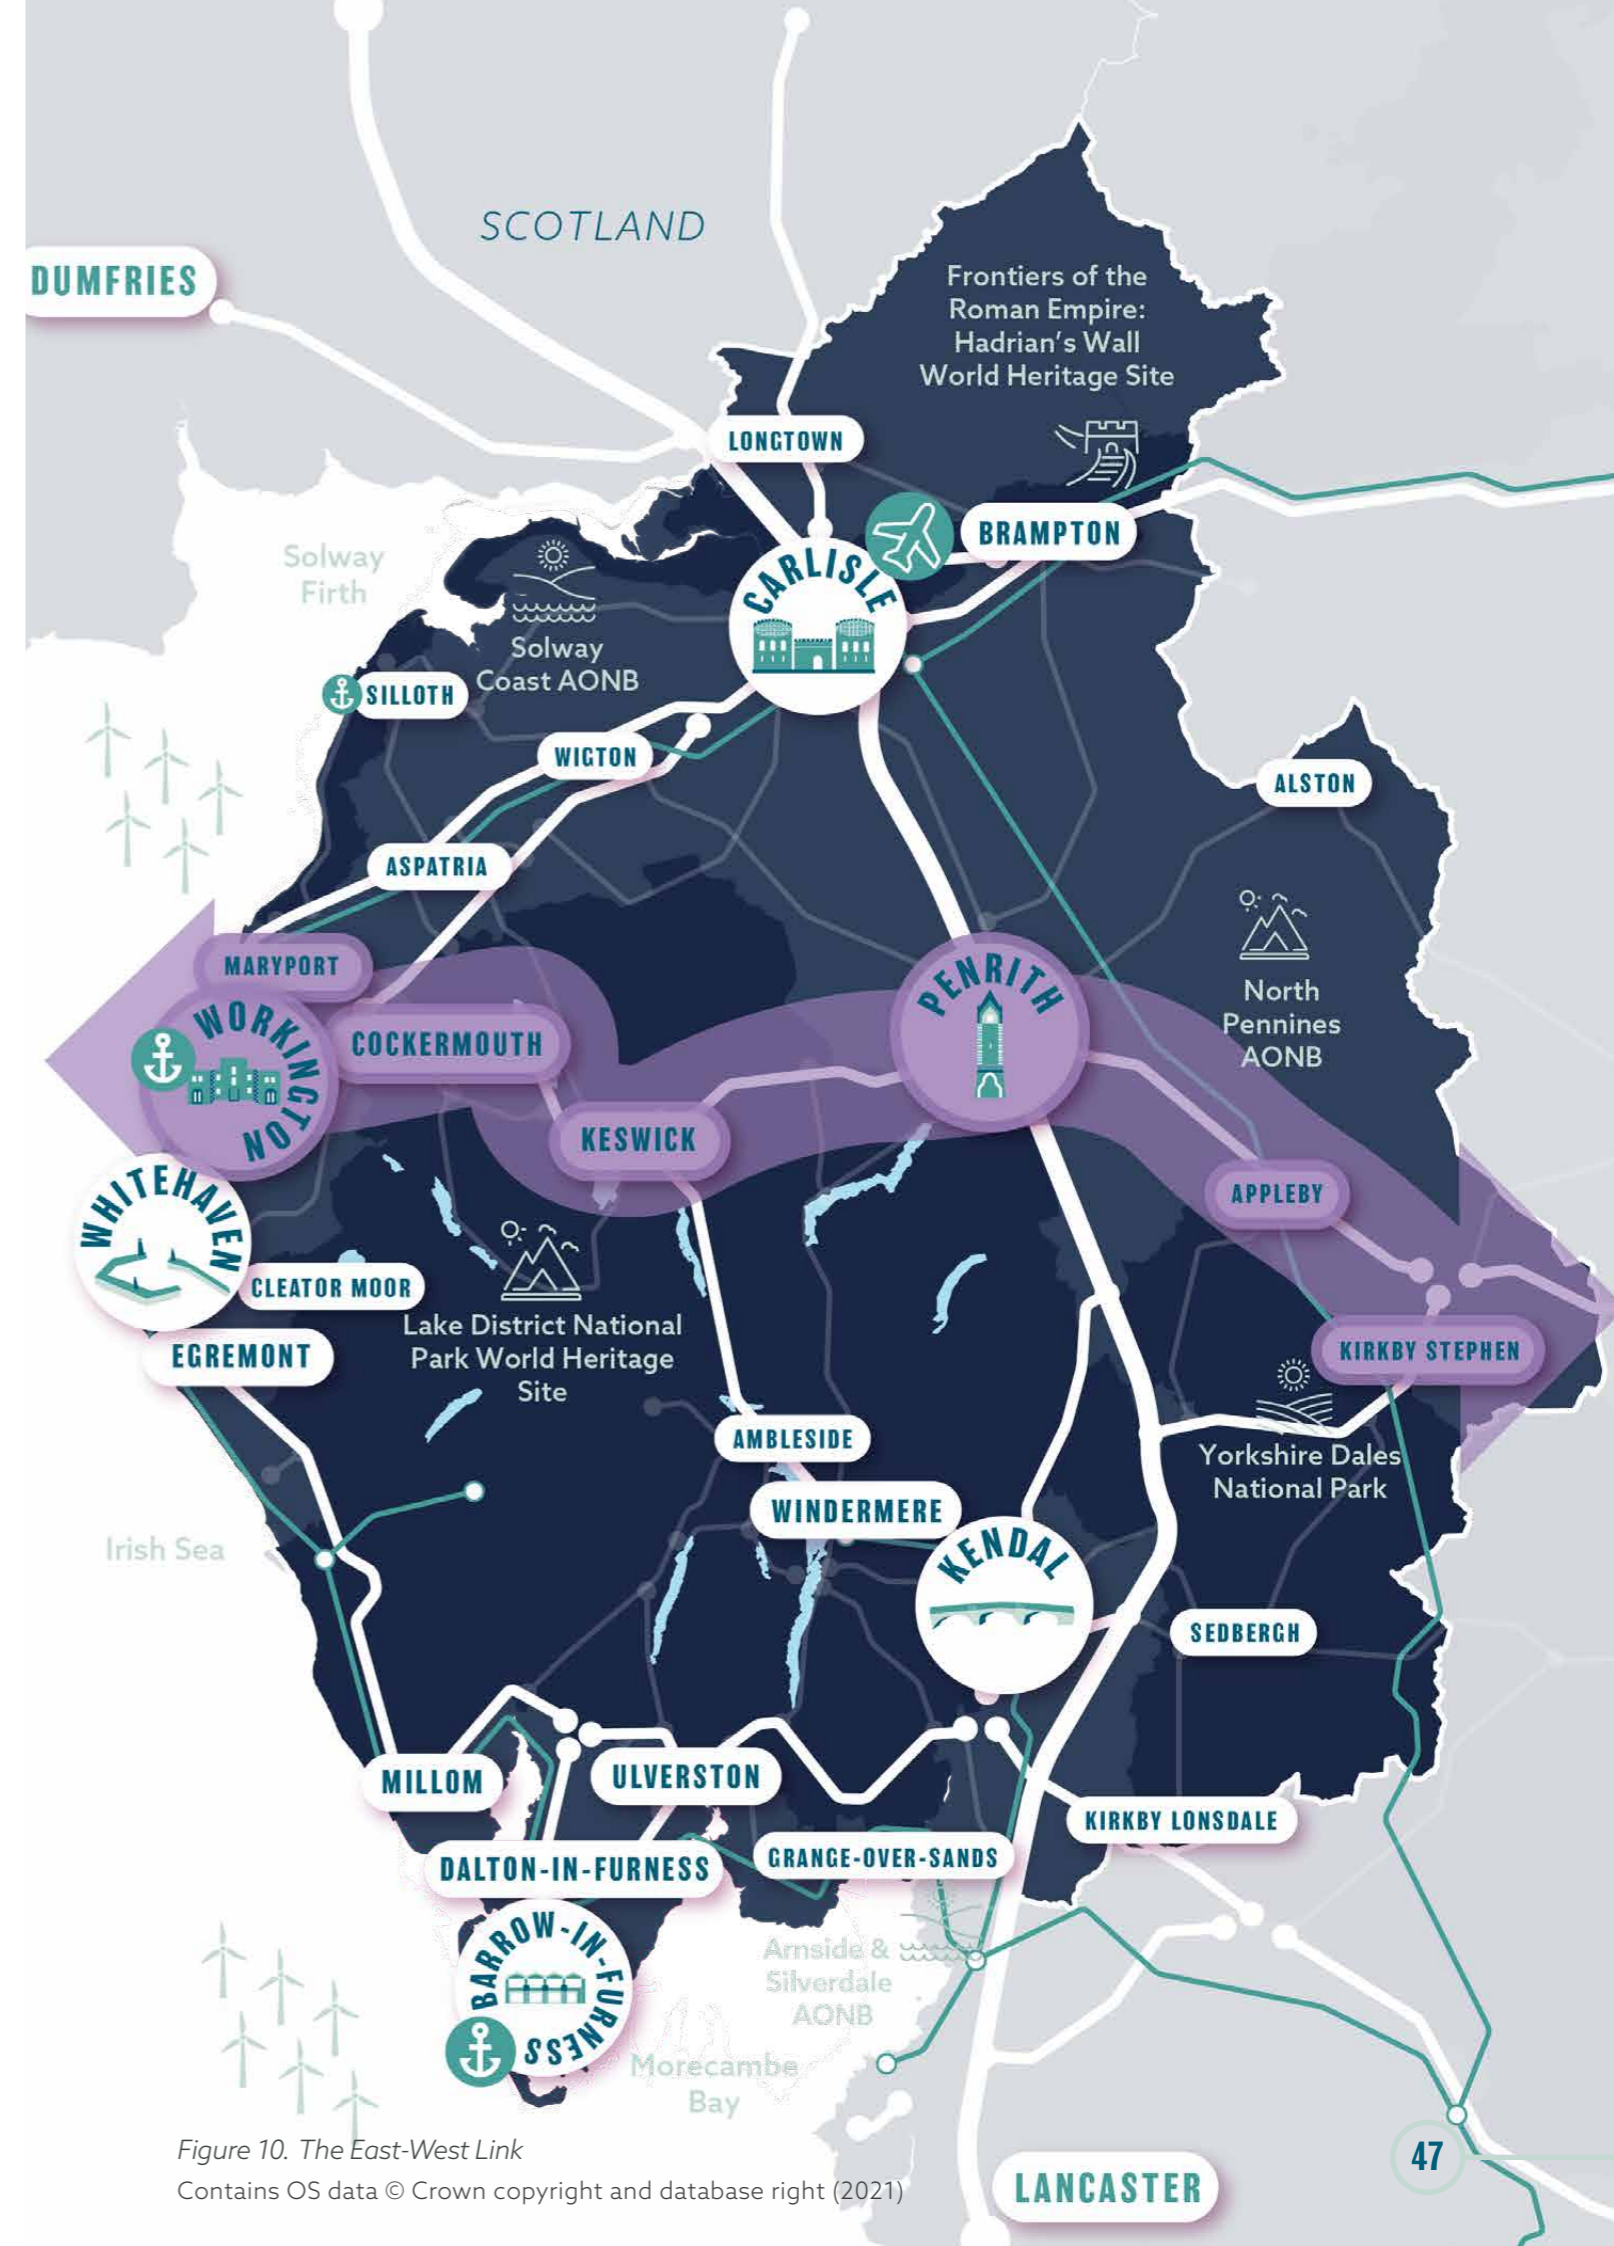 SCOTLAND
DUMFRIES
Frontiers of the
Roman Empire:
Hadrian's Wall
World Heritage Site
LONGTOWN
BRAMPTON
CARLISLE
Solway
Firth
Solway
Coast AONB
SILLOTH
WIGTON
ALSTON
ASPATRIA
MARYPORT
PENRITH
North
Pennines
AONB
WORKINGTON
COCKERMOUTH
KESWICK
APPLEBY
WHITEHAVEN
CLEATOR MOOR
Lake District National
Park World Heritage
Site
EGREMONT
KIRKBY STEPHEN
AMBLESIDE
Yorkshire Dales
National Park
WINDERMERE
Irish Sea
KENDAL
SEDBERGH
MILLOM
ULVERSTON
KIRKBY LONSDALE
DALTON-IN-FURNESS
GRANGE-OVER-SANDS
BARROW-IN-FURNESS
Arnside &
Silverdale
AONB
Morecambe
Bay
Figure 10. The East-West Link
Contains OS data © Crown copyright and database right (2021)
LANCASTER
47